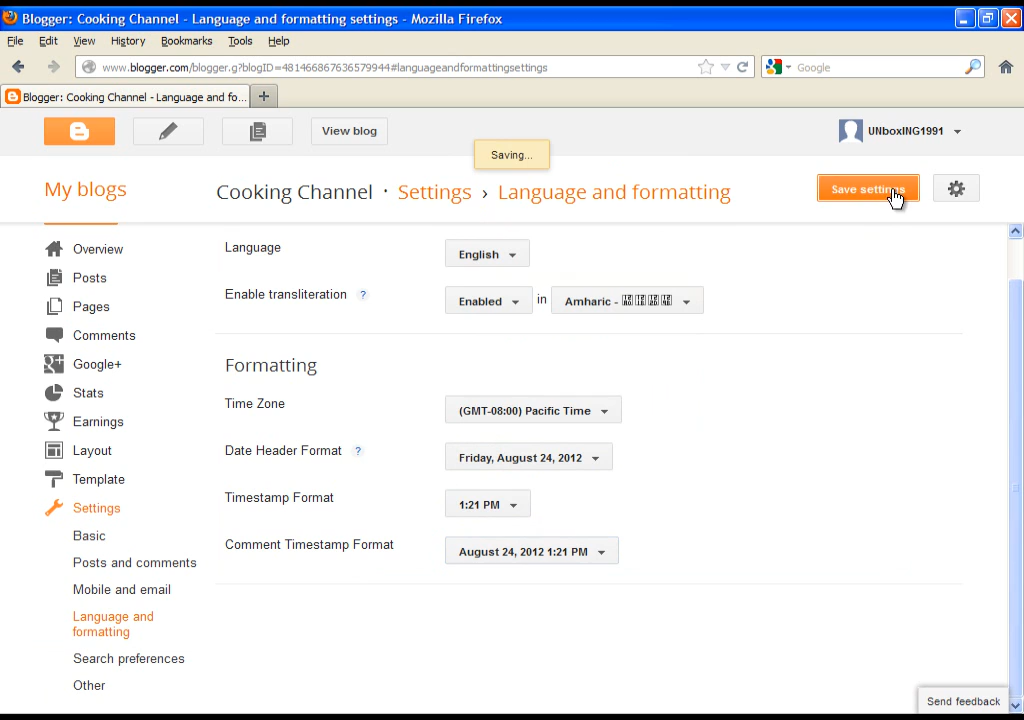 Blogger: Cooking Channel - Language and formatting settings - Mozilla Firefox
File Edit View History Bookmarks Tools Help
www.blogger.com/blogger.g?blogID=481466867636579944#languageandformattingsettings
Google
Blogger: Cooking Channel - Language and fo...
View blog
UNboxING1991
Saving...
My blogs
Cooking Channel · Settings › Language and formatting
Save settings
Overview
Posts
Pages
Comments
Google+
Stats
Earnings
Layout
Template
Settings
Basic
Posts and comments
Mobile and email
Language and
formatting
Search preferences
Other
Language
English
Enable transliteration ?
Enabled in Amharic -
Formatting
Time Zone
(GMT-08:00) Pacific Time
Date Header Format ?
Friday, August 24, 2012
Timestamp Format
1:21 PM
Comment Timestamp Format
August 24, 2012 1:21 PM
Send feedback